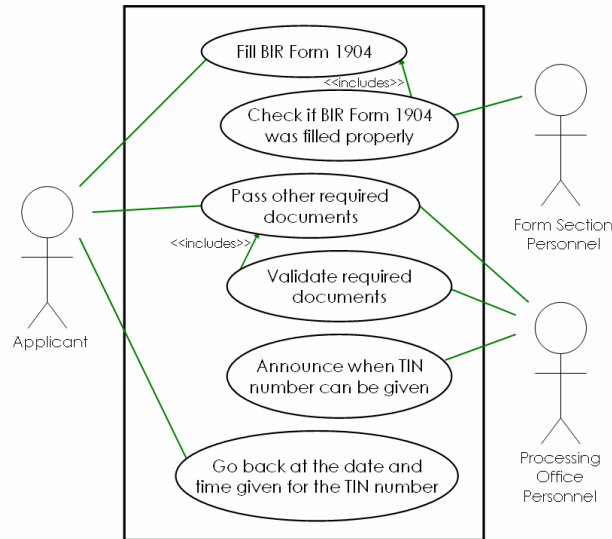 Fill BIR Form 1904
<<includes>>
Check if BIR Form 1904
was filled properly
Form Section
Personnel
Pass other required
documents
<<includes>>
Validate required
documents
Applicant
Announce when TIN
number can be given
Go back at the date and
time given for the TIN number
Processing
Office
Personnel